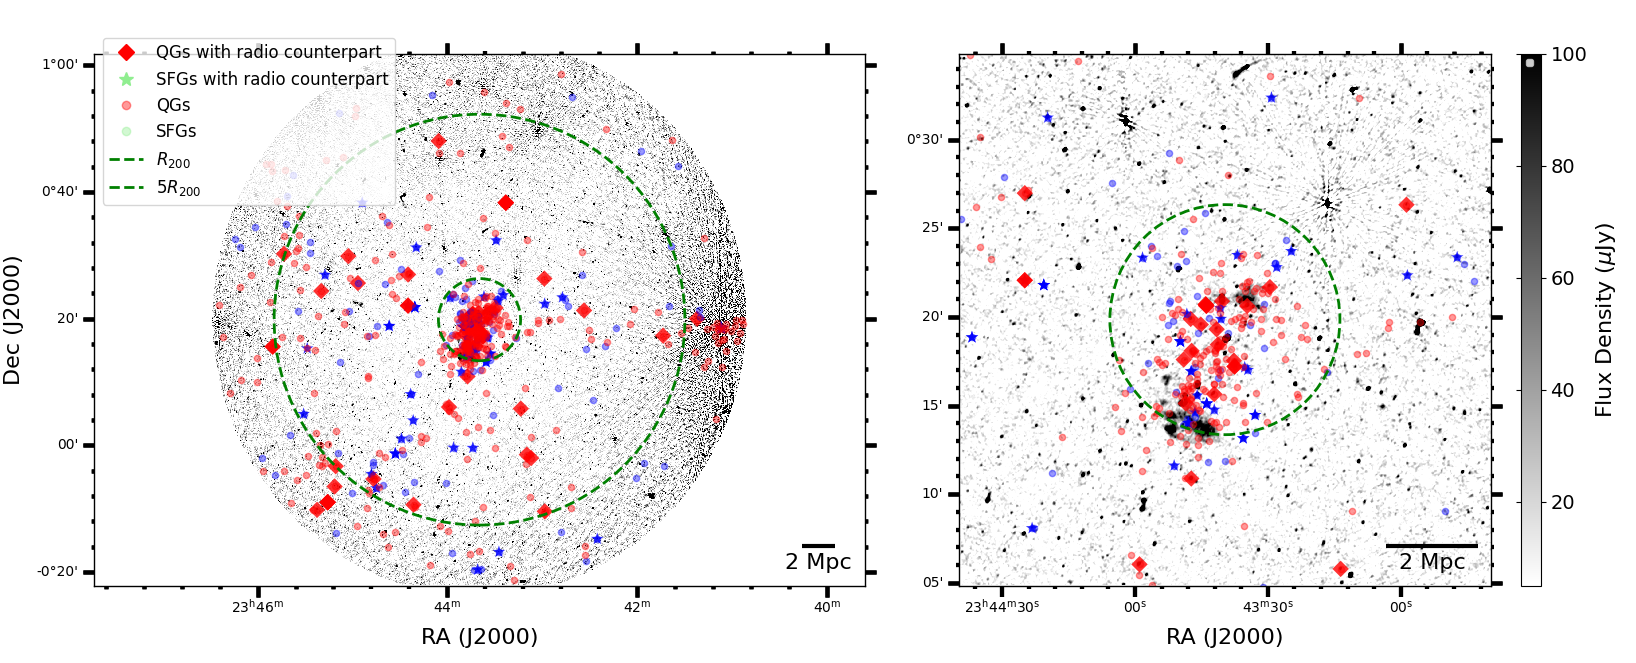 QGs with radio counterpart
SFGs with radio counterpart
QGs
SFGs
R₂₀₀
5R₂₀₀
1°00'
0°40'
20'
00'
-0°20'
Dec (J2000)
23ʰ46ᵐ
44ᵐ
42ᵐ
40ᵐ
RA (J2000)
2 Mpc
0°30'
25'
20'
15'
10'
05'
23ʰ44ᵐ30ˢ
00ˢ
43ᵐ30ˢ
00ˢ
RA (J2000)
2 Mpc
100
80
60
40
20
Flux Density (μJy)